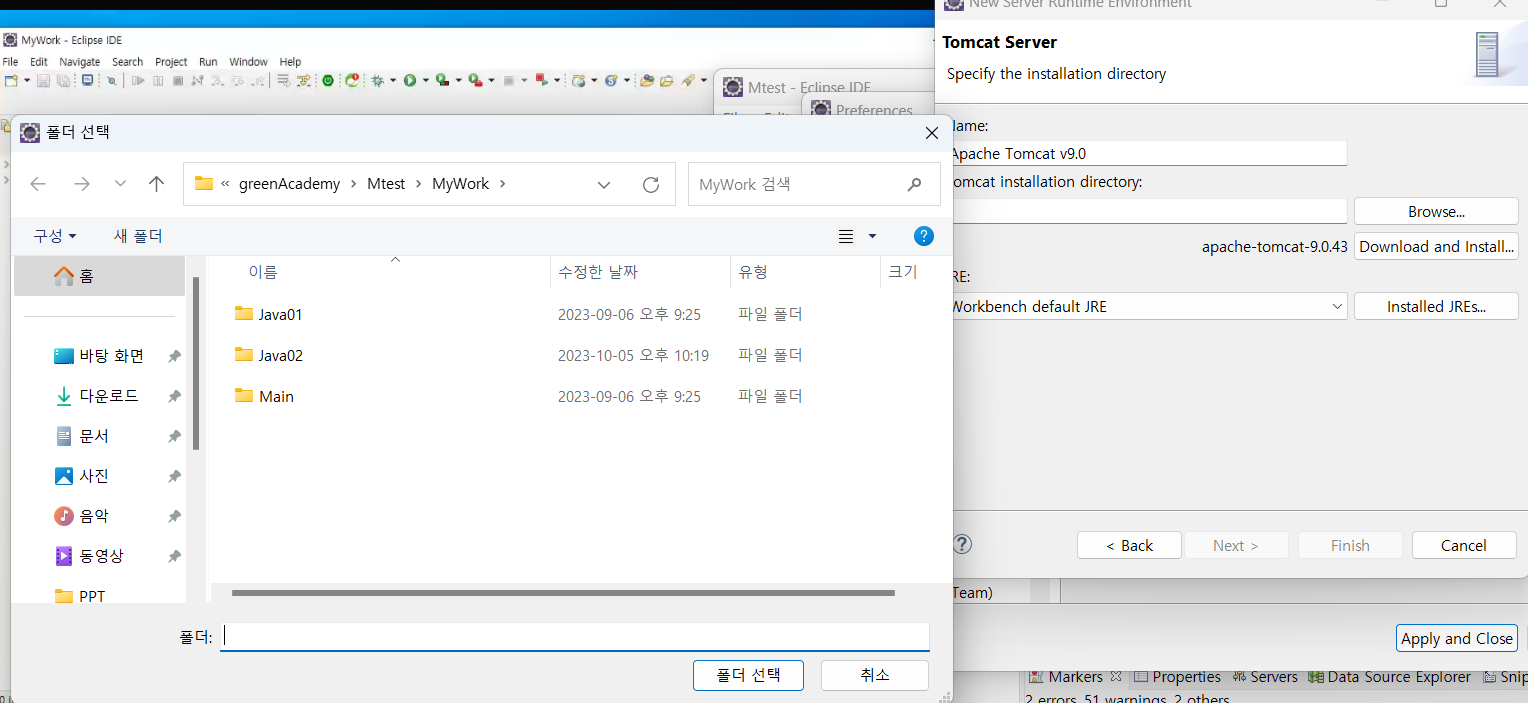 New Server Runtime Environment
MyWork - Eclipse IDE
File Edit Navigate Search Project Run Window Help
Tomcat Server
Specify the installation directory
Mtest - Eclipse IDE
Preferences
폴더 선택
« greenAcademy > Mtest > MyWork >
MyWork 검색
구성
새 폴더
홈
바탕 화면
다운로드
문서
사진
음악
동영상
PPT
이름 수정한 날짜 유형 크기
Java01 2023-09-06 오후 9:25 파일 폴더
Java02 2023-10-05 오후 10:19 파일 폴더
Main 2023-09-06 오후 9:25 파일 폴더
폴더:
폴더 선택 취소
ame:
Apache Tomcat v9.0
omcat installation directory:
Browse...
apache-tomcat-9.0.43 Download and Install...
RE:
Workbench default JRE Installed JREs...
< Back Next > Finish Cancel
Team)
Apply and Close
Markers Properties Servers Data Source Explorer Snip
2 errors, 51 warnings, 2 others